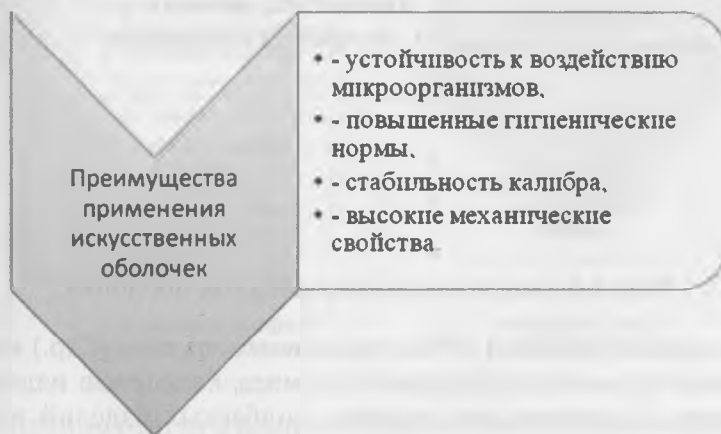 Преимущества
применения
искусственных
оболочек
• - устойчивость к воздействию
микроорганизмов,
• - повышенные гигиенические
нормы,
• - стабильность калибра,
• - высокие механические
свойства.